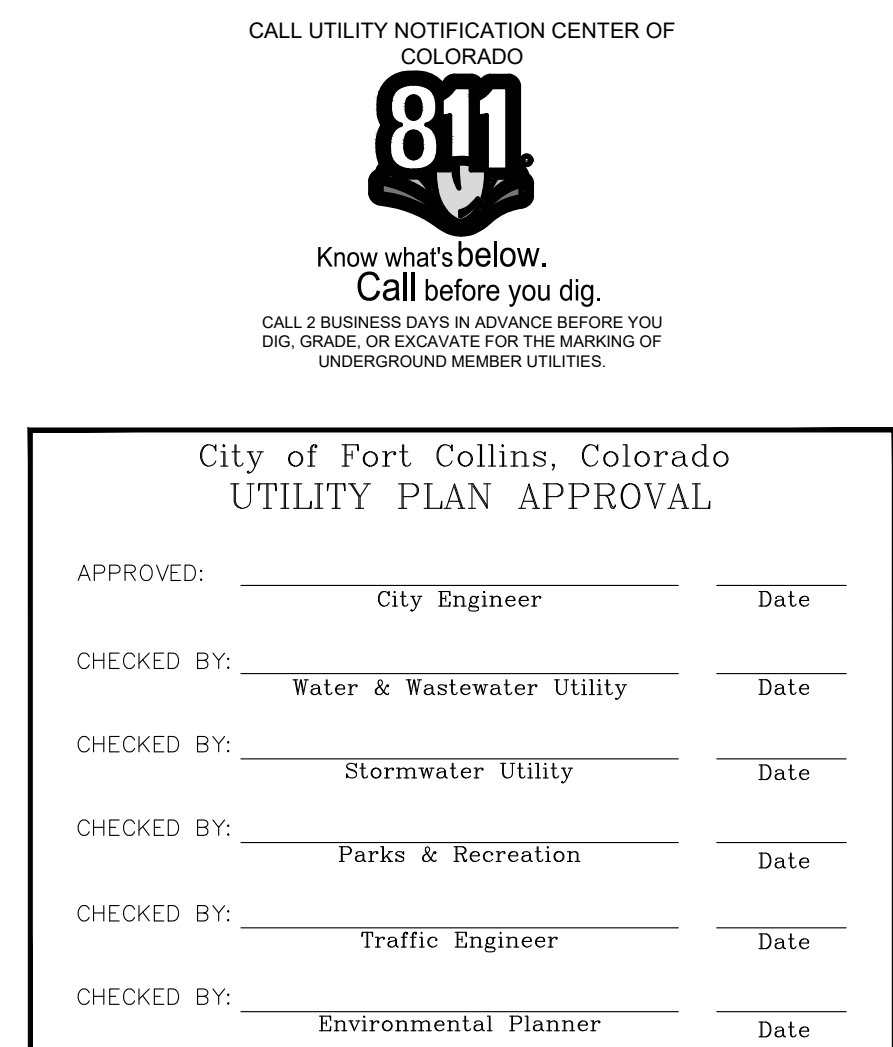 CALL UTILITY NOTIFICATION CENTER OF
COLORADO
811
Know what's below.
Call before you dig.
CALL 2 BUSINESS DAYS IN ADVANCE BEFORE YOU
DIG, GRADE, OR EXCAVATE FOR THE MARKING OF
UNDERGROUND MEMBER UTILITIES.
City of Fort Collins, Colorado
UTILITY PLAN APPROVAL
APPROVED:
City Engineer Date
CHECKED BY:
Water & Wastewater Utility Date
CHECKED BY:
Stormwater Utility Date
CHECKED BY:
Parks & Recreation Date
CHECKED BY:
Traffic Engineer Date
CHECKED BY:
Environmental Planner Date